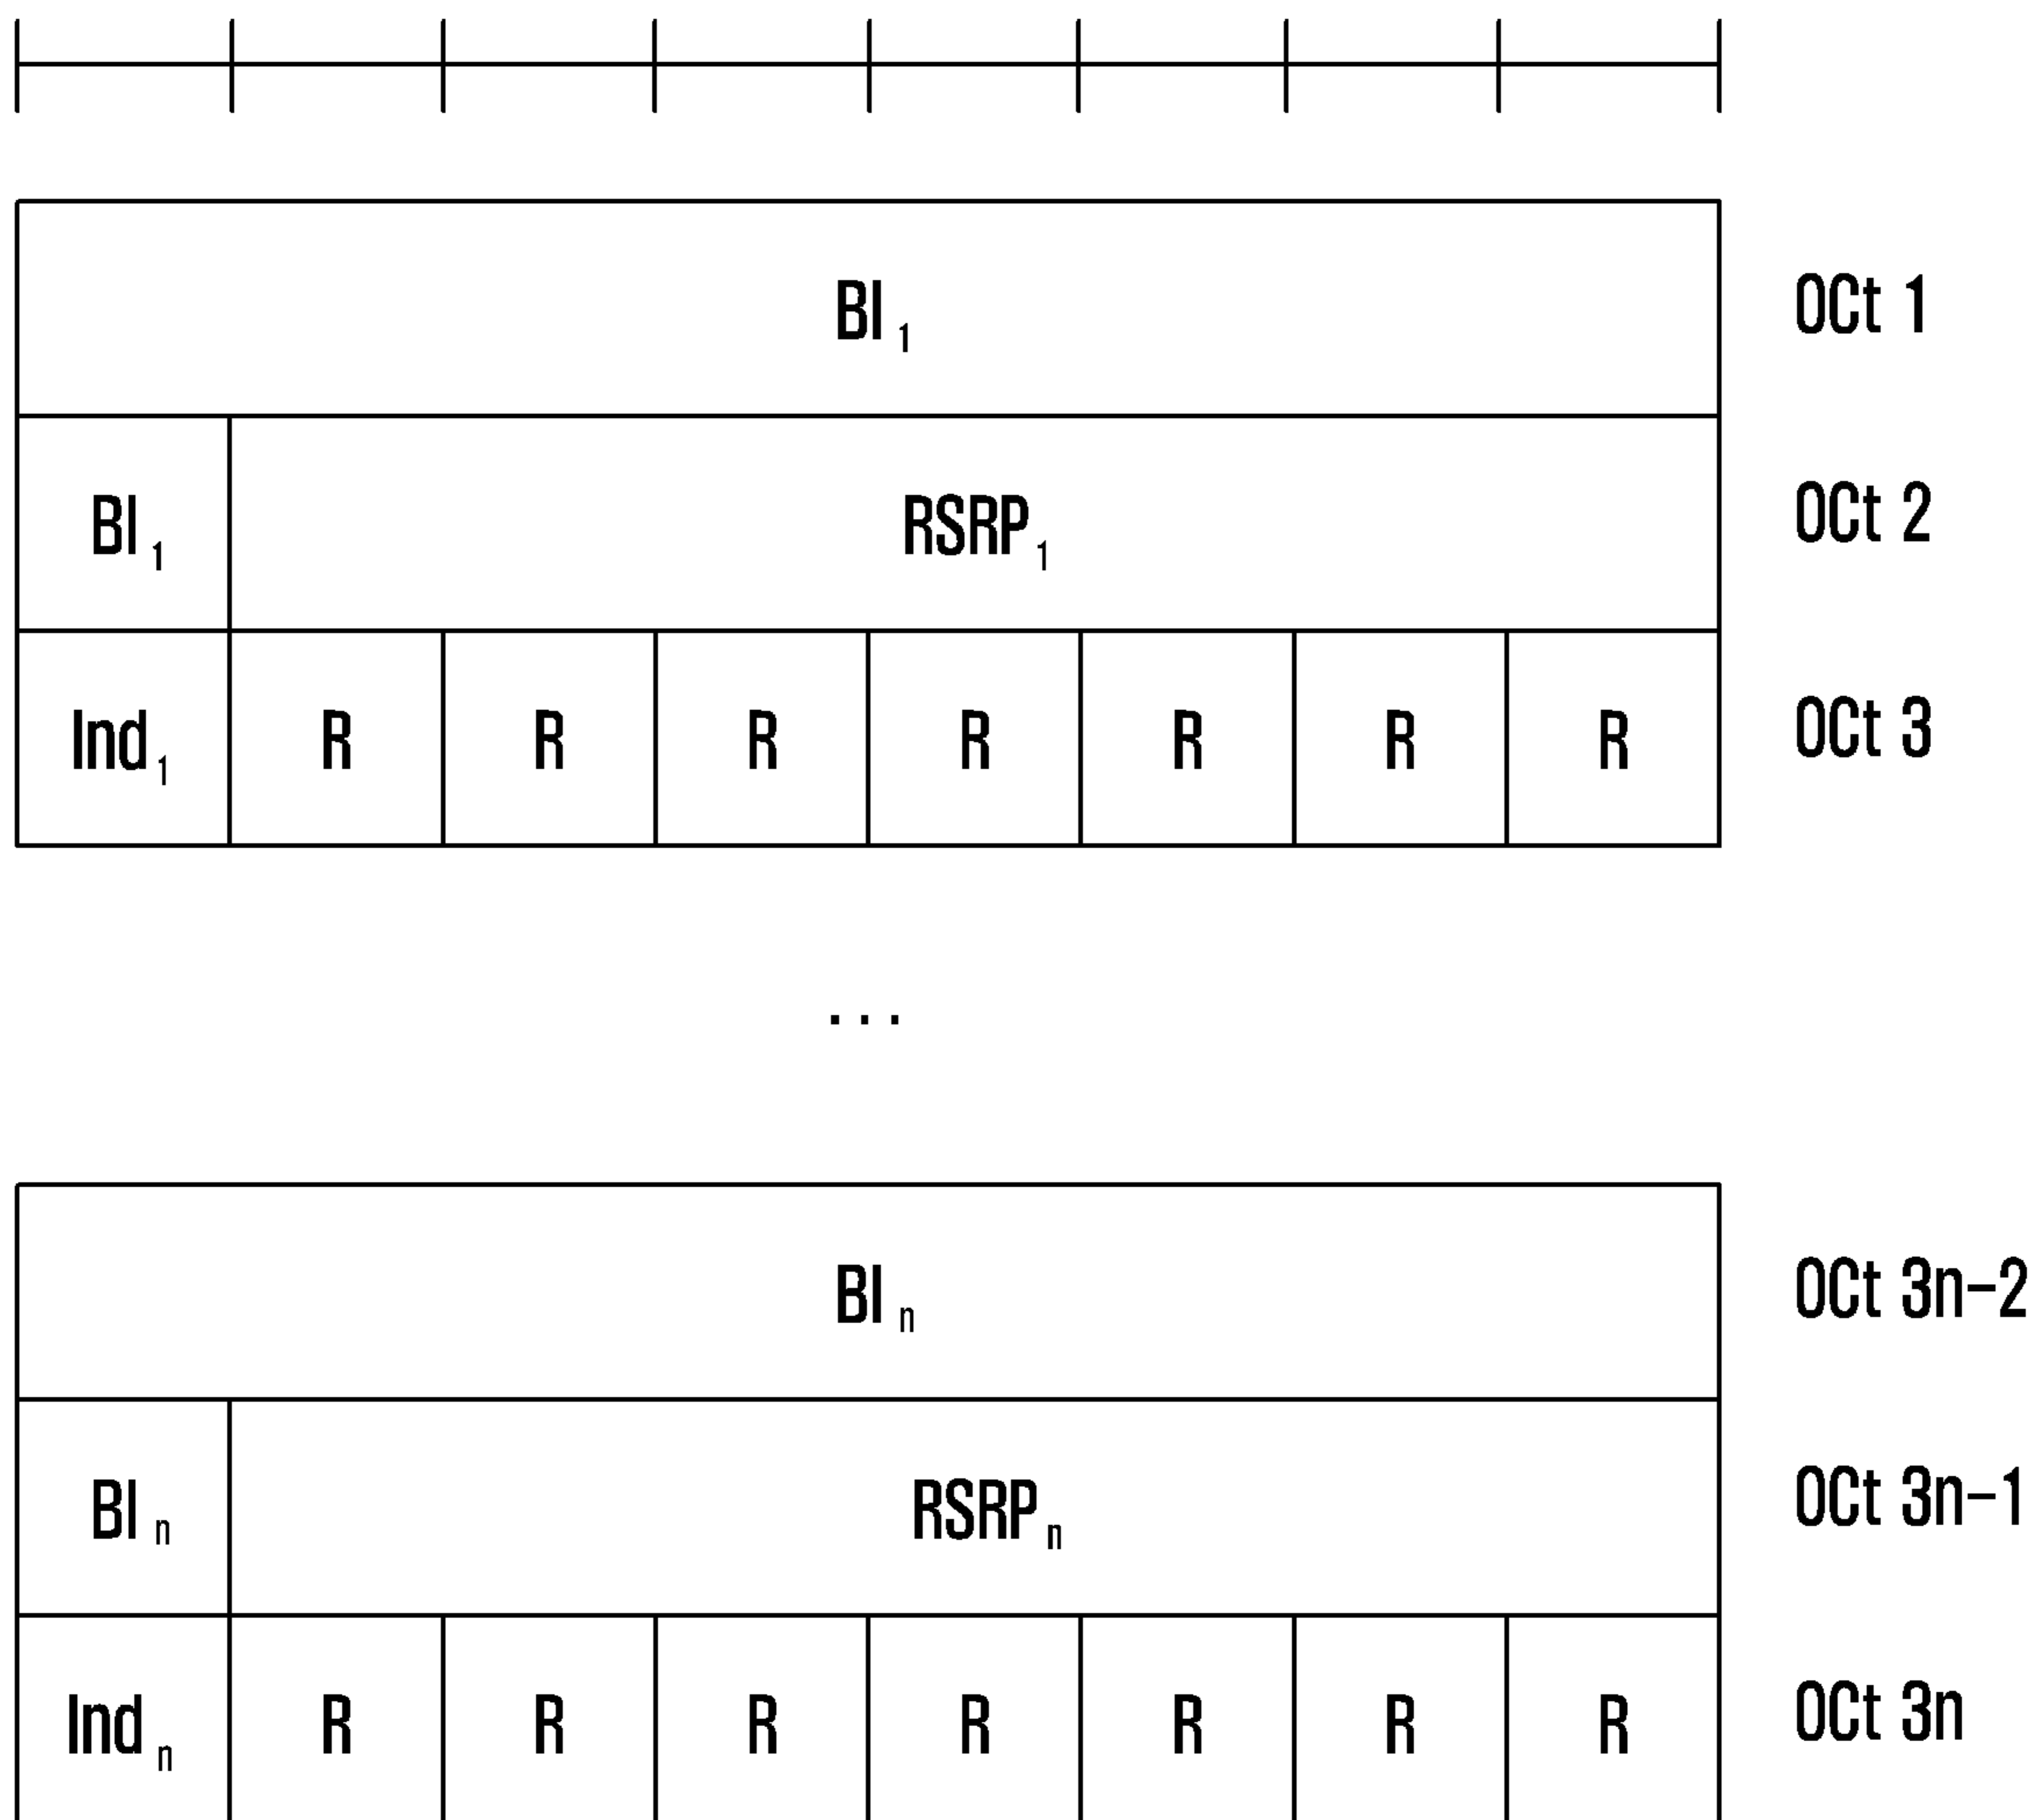 BI 1 OCt 1
BI 1 RSRP 1 OCt 2
Ind 1 R R R R R R R OCt 3
...
BI n OCt 3n-2
BI n RSRP n OCt 3n-1
Ind n R R R R R R R OCt 3n